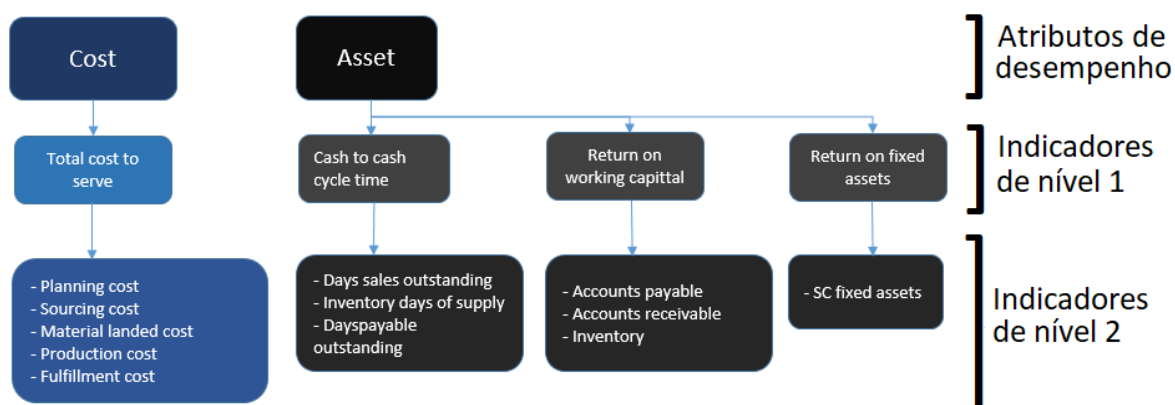 Cost
Asset
Atributos de
desempenho
Total cost to
serve
Cash to cash
cycle time
Return on
working capittal
Return on fixed
assets
Indicadores
de nível 1
- Planning cost
- Sourcing cost
- Material landed cost
- Production cost
- Fulfillment cost
- Days sales outstanding
- Inventory days of supply
- Dayspayable
outstanding
- Accounts payable
- Accounts receivable
- Inventory
- SC fixed assets
Indicadores
de nível 2